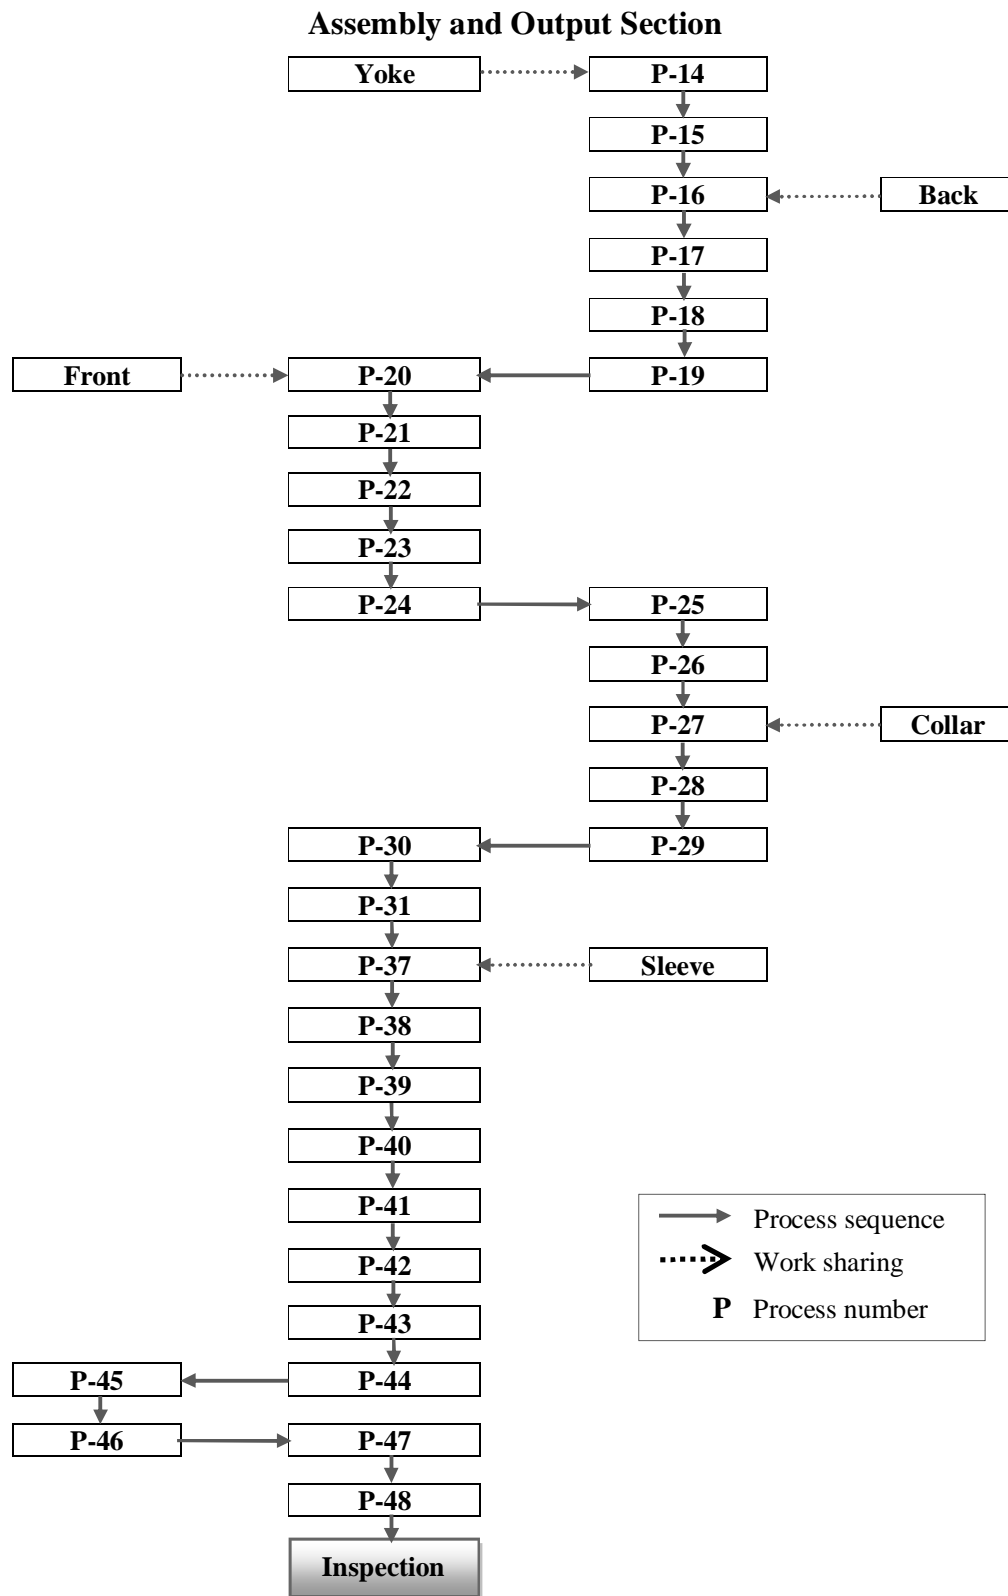 Assembly and Output Section
Yoke
P-14
P-15
P-16
Back
P-17
P-18
Front
P-20
P-19
P-21
P-22
P-23
P-24
P-25
P-26
P-27
Collar
P-28
P-30
P-29
P-31
P-37
Sleeve
P-38
P-39
P-40
P-41
P-42
P-43
P-45
P-44
P-46
P-47
P-48
Inspection
Process sequence
Work sharing
P Process number